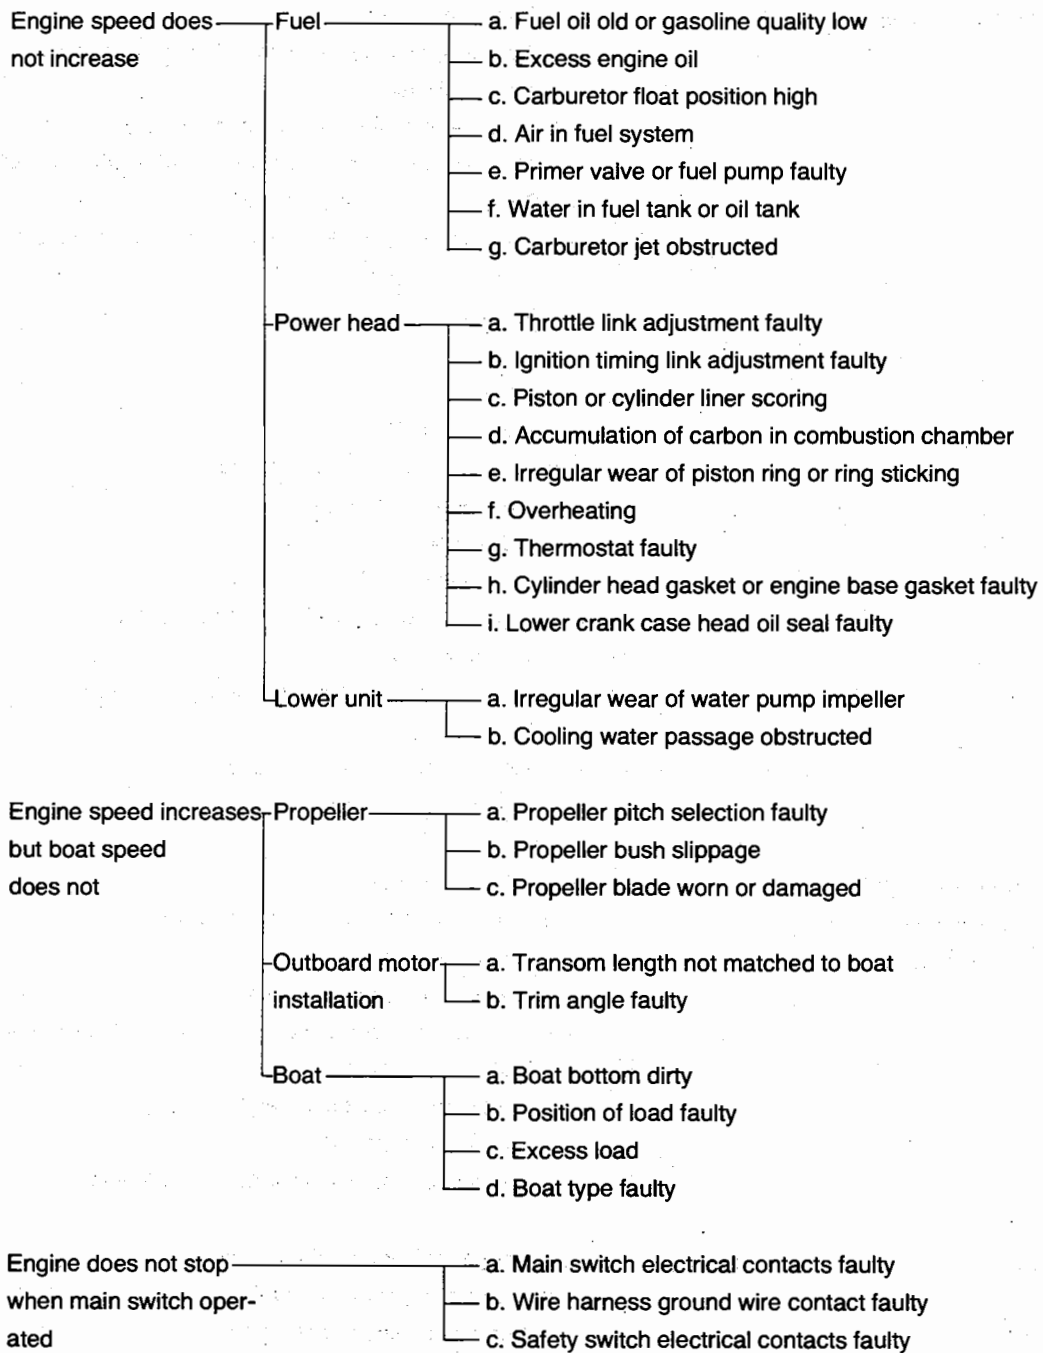 Engine speed does Fuel a. Fuel oil old or gasoline quality low
not increase b. Excess engine oil
c. Carburetor float position high
d. Air in fuel system
e. Primer valve or fuel pump faulty
f. Water in fuel tank or oil tank
g. Carburetor jet obstructed
Power head a. Throttle link adjustment faulty
b. Ignition timing link adjustment faulty
c. Piston or cylinder liner scoring
d. Accumulation of carbon in combustion chamber
e. Irregular wear of piston ring or ring sticking
f. Overheating
g. Thermostat faulty
h. Cylinder head gasket or engine base gasket faulty
i. Lower crank case head oil seal faulty
Lower unit a. Irregular wear of water pump impeller
b. Cooling water passage obstructed
Engine speed increases Propeller a. Propeller pitch selection faulty
but boat speed b. Propeller bush slippage
does not c. Propeller blade worn or damaged
Outboard motor a. Transom length not matched to boat
installation b. Trim angle faulty
Boat a. Boat bottom dirty
b. Position of load faulty
c. Excess load
d. Boat type faulty
Engine does not stop a. Main switch electrical contacts faulty
when main switch oper- b. Wire harness ground wire contact faulty
ated c. Safety switch electrical contacts faulty